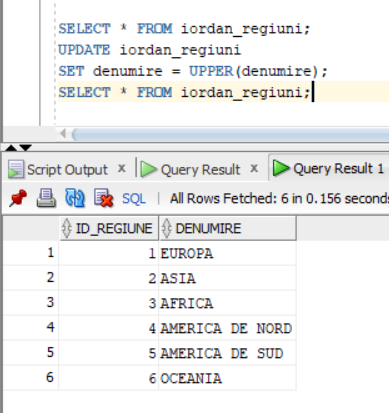 SELECT * FROM iordan_regiuni;
UPDATE iordan_regiuni
SET denumire = UPPER(denumire);
SELECT * FROM iordan_regiuni;
Script Output x Query Result x Query Result 1
SQL | All Rows Fetched: 6 in 0.156 seconds
ID_REGIUNE DENUMIRE
1 1 EUROPA
2 2 ASIA
3 3 AFRICA
4 4 AMERICA DE NORD
5 5 AMERICA DE SUD
6 6 OCEANIA